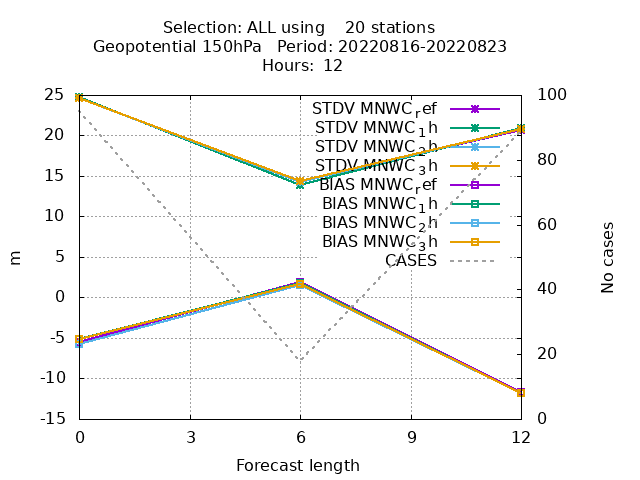 Selection: ALL using    20 stations
Geopotential 150hPa   Period: 20220816-20220823
Hours: 12
25
20
15
10
5
0
-5
-10
-15
m
100
80
60
40
20
0
No cases
STDV MNWC_ref
STDV MNWC_1h
STDV MNWC_2h
STDV MNWC_3h
BIAS MNWC_ref
BIAS MNWC_1h
BIAS MNWC_2h
BIAS MNWC_3h
CASES
0 3 6 9 12
Forecast length